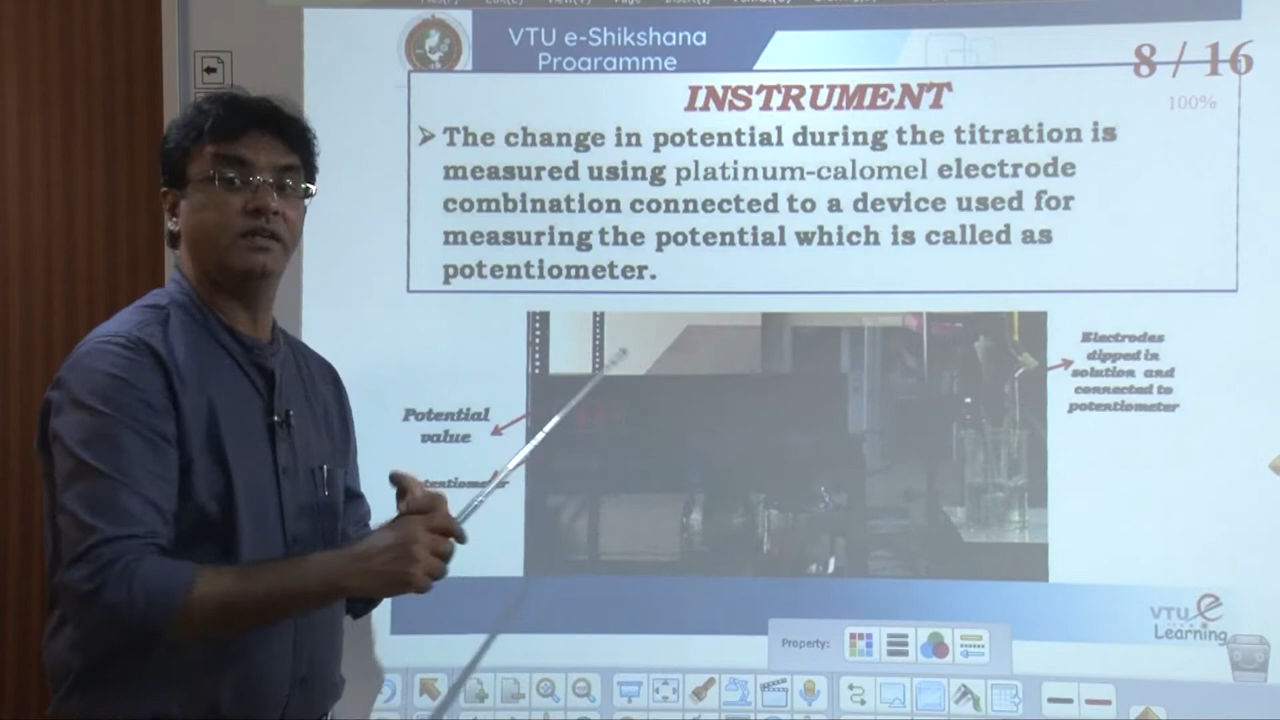 VTU e-Shikshana
Programme
8 / 16
100%
INSTRUMENT
➤ The change in potential during the titration is
measured using platinum-calomel electrode
combination connected to a device used for
measuring the potential which is called as
potentiometer.
Potential
value
Electrodes
dipped in
solution and
connected to
potentiometer
VTU e
Learning
Property: